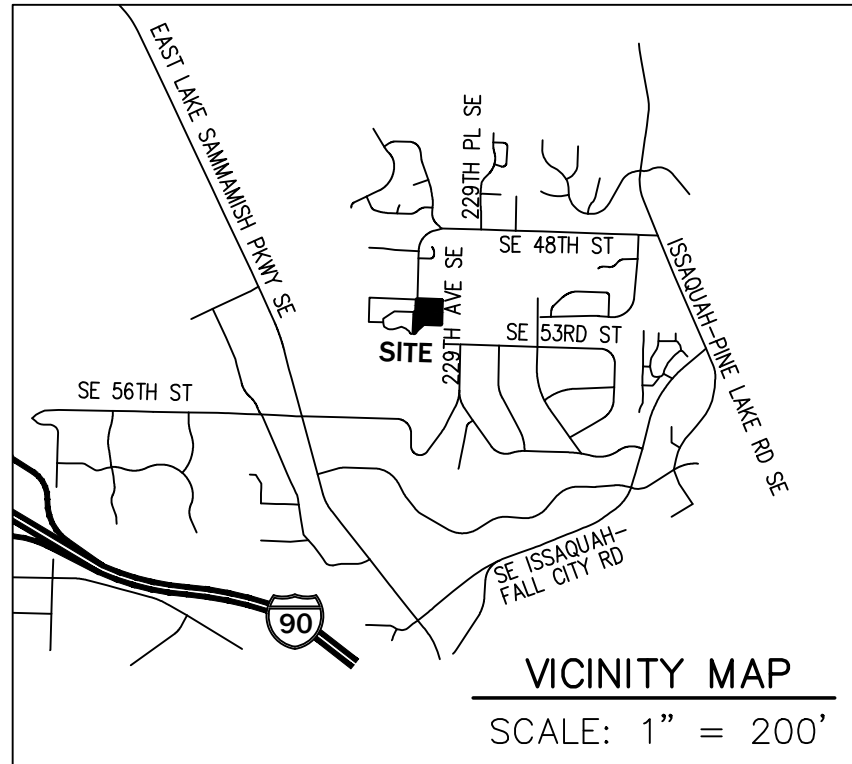 EAST LAKE SAMMAMISH PKWY SE
229TH PL SE
SE 48TH ST
229TH AVE SE
ISSAQUAH-PINE LAKE RD SE
SITE
SE 53RD ST
SE 56TH ST
SE ISSAQUAH-
FALL CITY RD
90
VICINITY MAP
SCALE: 1" = 200'